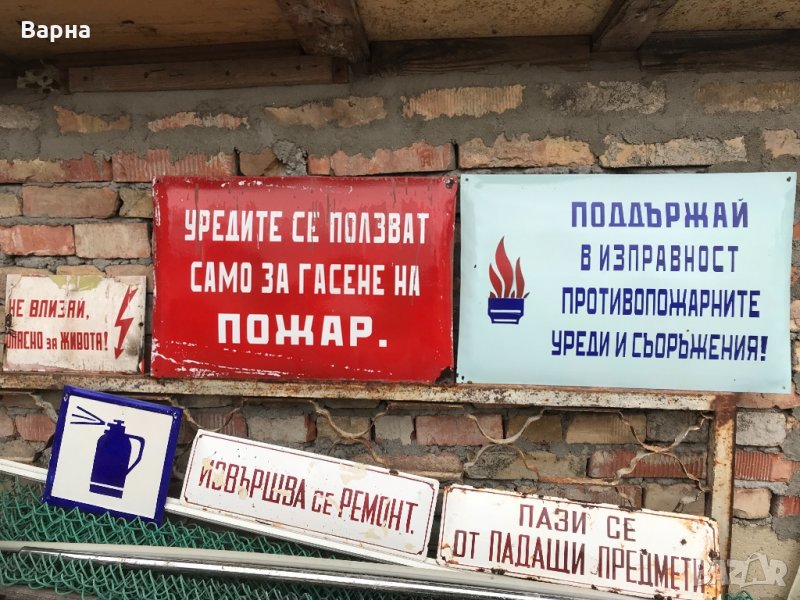 Варна
УРЕДИТЕ СЕ ПОЛЗВАТ
САМО ЗА ГАСЕНЕ НА
ПОЖАР.
ПОДДЪРЖАЙ
В ИЗПРАВНОСТ
ПРОТИВОПОЖАРНИТЕ
УРЕДИ И СЪОРЪЖЕНИЯ!
НЕ ВЛИЗАЙ,
ОПАСНО за ЖИВОТА!
ИЗВЪРШВА се РЕМОНТ.
ПАЗИ СЕ
ОТ ПАДАЩИ ПРЕДМЕТИ
BAZAR